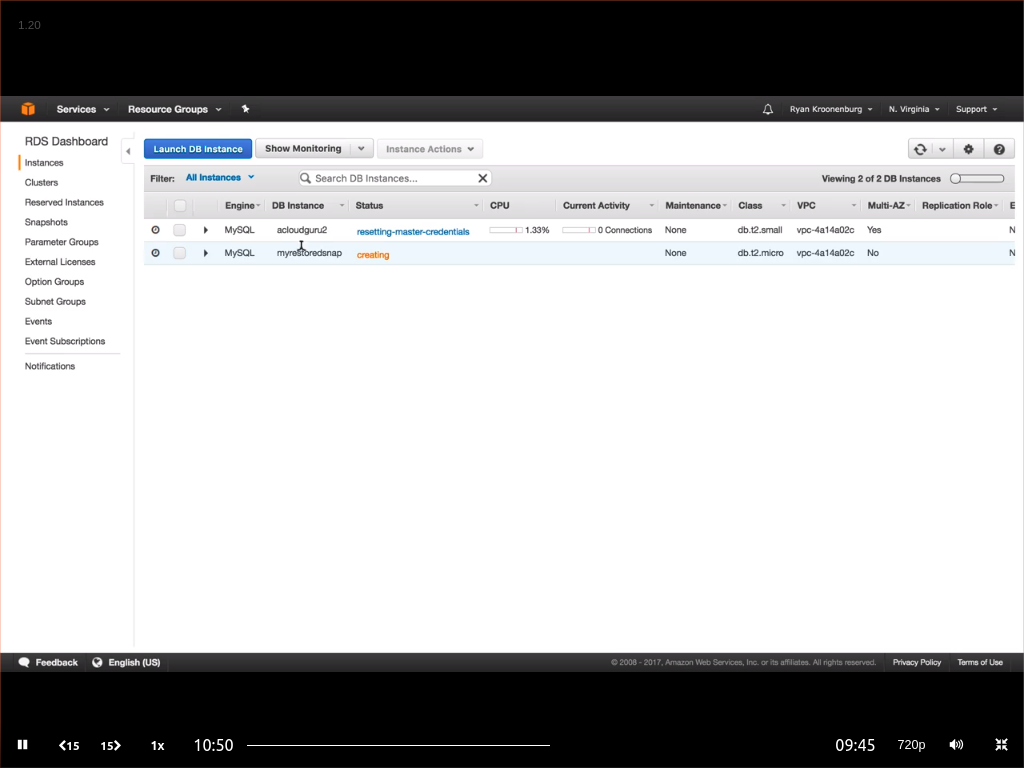 1.20
Services Resource Groups Ryan Kroonenburg N. Virginia Support
RDS Dashboard
Instances
Clusters
Reserved Instances
Snapshots
Parameter Groups
External Licenses
Option Groups
Subnet Groups
Events
Event Subscriptions
Notifications
Launch DB Instance Show Monitoring Instance Actions
Filter: All Instances Search DB Instances... Viewing 2 of 2 DB Instances
Engine DB Instance Status CPU Current Activity Maintenance Class VPC Multi-AZ Replication Role E
MySQL acloudguru2 resetting-master-credentials 1.33% 0 Connections None db.t2.small vpc-4a14a02c Yes N
MySQL myrestoredsnap creating None db.t2.micro vpc-4a14a02c No N
Feedback English (US) © 2008 - 2017, Amazon Web Services, Inc. or its affiliates. All rights reserved. Privacy Policy Terms of Use
15 15 1x 10:50 09:45 720p